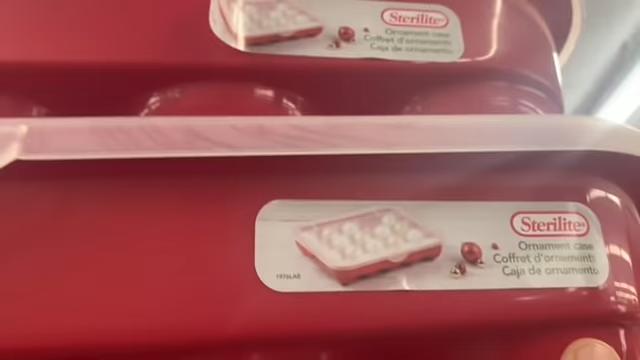 Sterilite®
Ornament case
Coffret d'ornements
Caja de ornamento
Sterilite®
Ornament case
Coffret d'ornements
Caja de ornamento